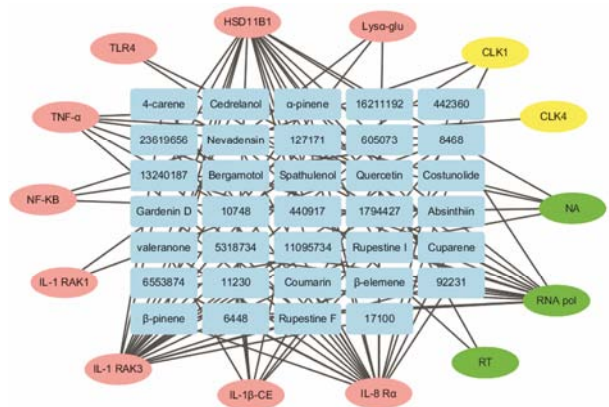 HSD11B1
Lysα-glu
TLR4
CLK1
4-carene Cedrelanol α-pinene 16211192 442360
TNF-α
CLK4
23619656 Nevadensin 127171 605073 8468
13240187 Bergamotol Spathulenol Quercetin Costunolide
NF-KB
Gardenin D 10748 440917 1794427 Absinthiin
NA
valeranone 5318734 11095734 Rupestine I Cuparene
IL-1 RAK1
6553874 11230 Coumarin β-elemene 92231
RNA pol
β-pinene 6448 Rupestine F 17100
RT
IL-1 RAK3
IL-1β-CE
IL-8 Rα